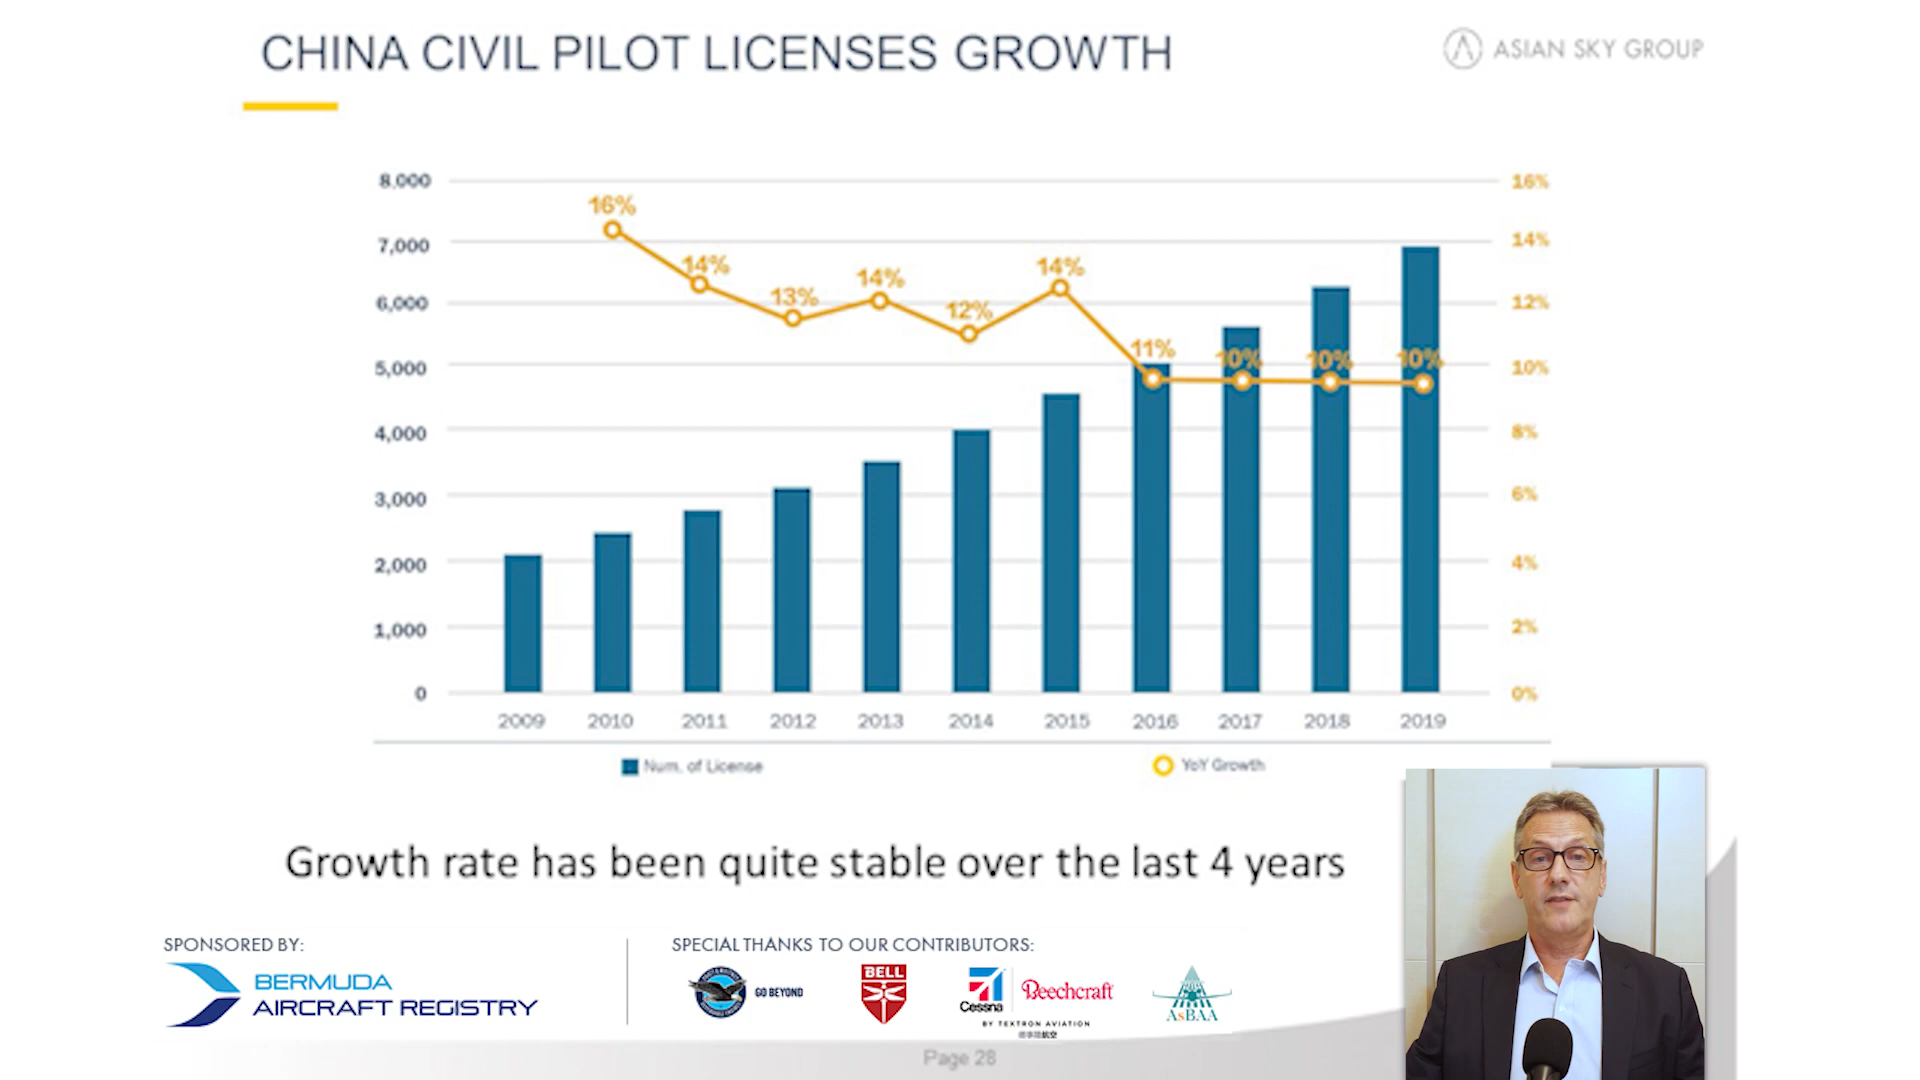 CHINA CIVIL PILOT LICENSES GROWTH
ASIAN SKY GROUP
8,000
7,000
6,000
5,000
4,000
3,000
2,000
1,000
0
16%
14%
13%
14%
12%
14%
11%
10%
10%
10%
16%
14%
12%
10%
8%
6%
4%
2%
0%
2009 2010 2011 2012 2013 2014 2015 2016 2017 2018 2019
Num. of License
YoY Growth
Growth rate has been quite stable over the last 4 years
SPONSORED BY:
BERMUDA
AIRCRAFT REGISTRY
SPECIAL THANKS TO OUR CONTRIBUTORS:
GO BEYOND
BELL
Cessna
Beechcraft
BY TEXTRON AVIATION
AsBAA
Page 28